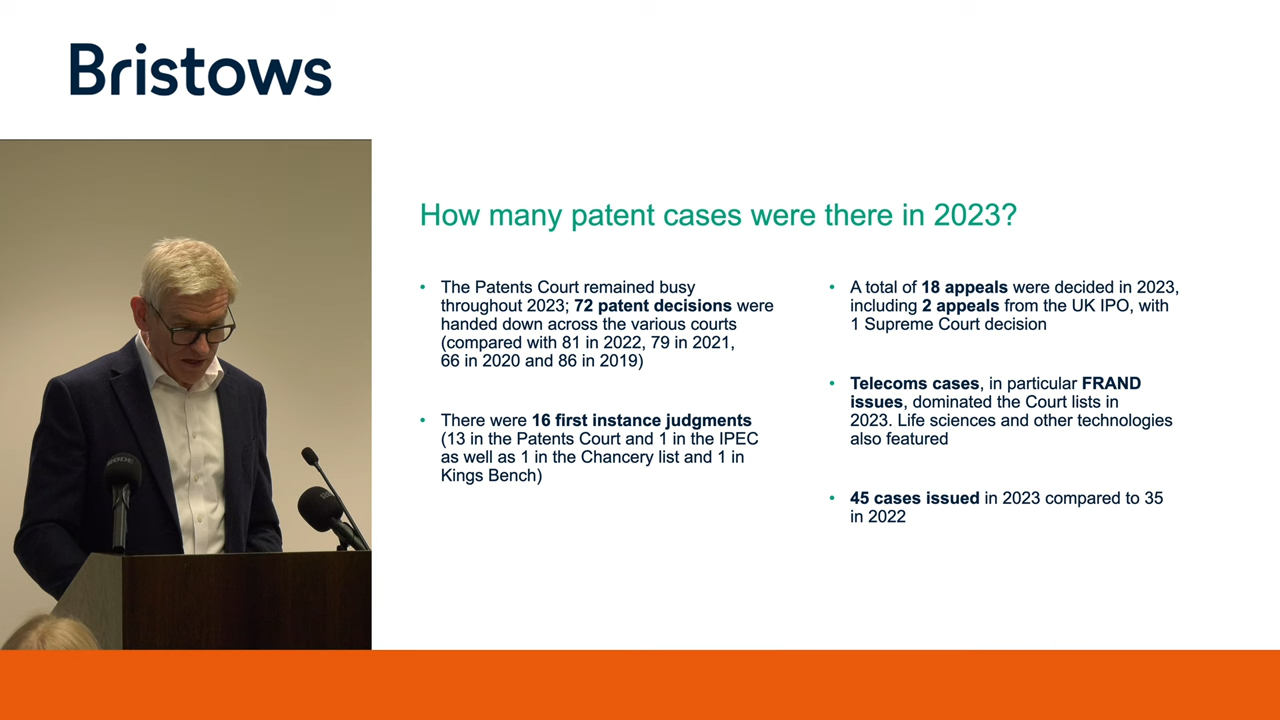 Bristows
How many patent cases were there in 2023?
• The Patents Court remained busy
throughout 2023; 72 patent decisions were
handed down across the various courts
(compared with 81 in 2022, 79 in 2021,
66 in 2020 and 86 in 2019)
• There were 16 first instance judgments
(13 in the Patents Court and 1 in the IPEC
as well as 1 in the Chancery list and 1 in
Kings Bench)
• A total of 18 appeals were decided in 2023,
including 2 appeals from the UK IPO, with
1 Supreme Court decision
• Telecoms cases, in particular FRAND
issues, dominated the Court lists in
2023. Life sciences and other technologies
also featured
• 45 cases issued in 2023 compared to 35
in 2022
RODE